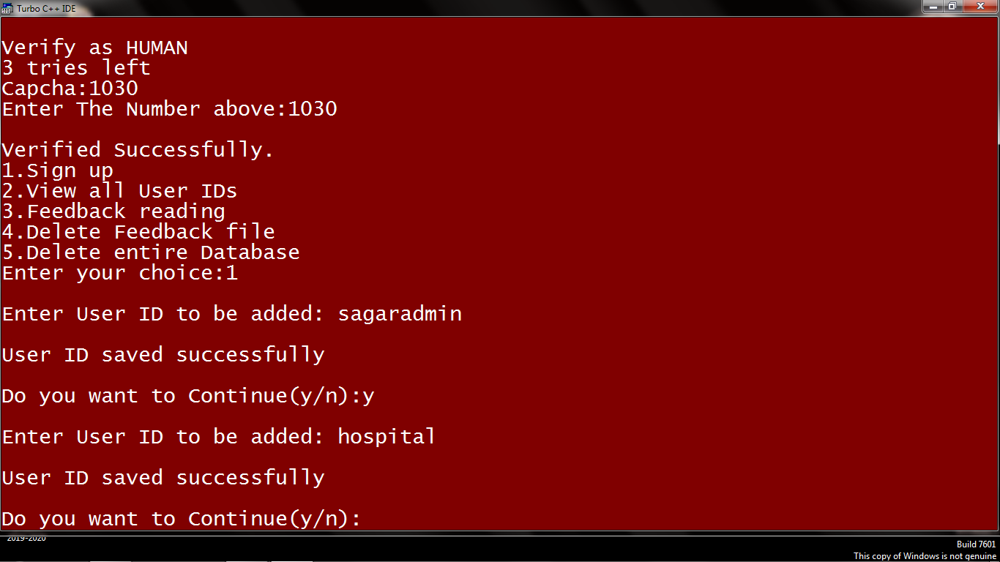 Turbo C++ IDE
Verify as HUMAN
3 tries left
Capcha:1030
Enter The Number above:1030
Verified Successfully.
1.Sign up
2.View all User IDs
3.Feedback reading
4.Delete Feedback file
5.Delete entire Database
Enter your choice:1
Enter User ID to be added: sagaradmin
User ID saved successfully
Do you want to Continue(y/n):y
Enter User ID to be added: hospital
User ID saved successfully
Do you want to Continue(y/n):
2019-2020
Build 7601
This copy of Windows is not genuine